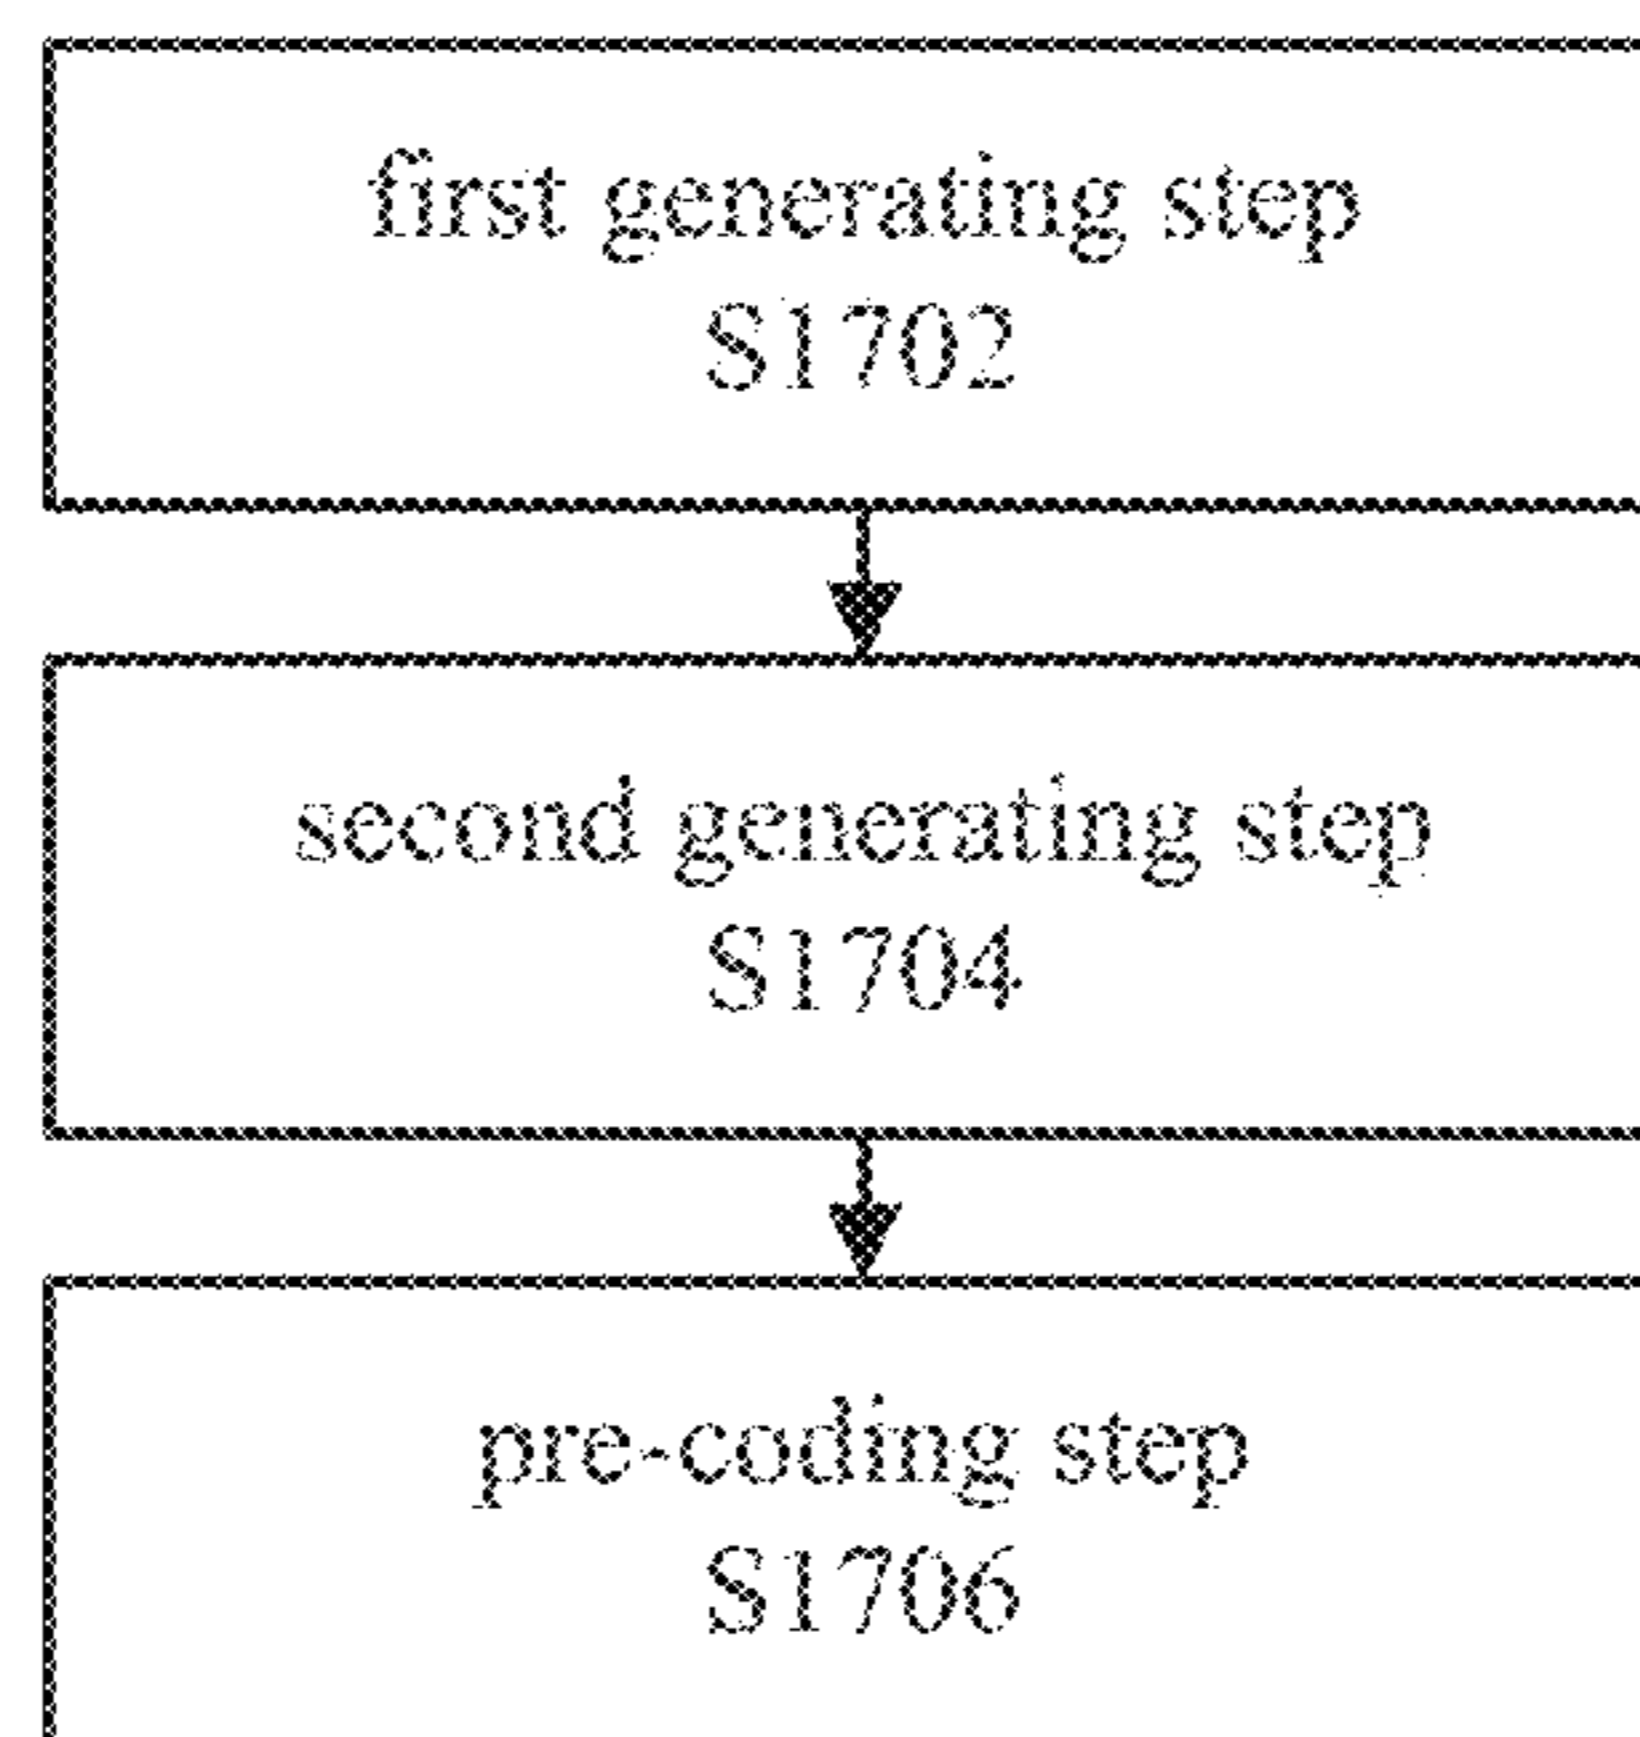 first generating step
S1702
second generating step
S1704
pre-coding step
S1706